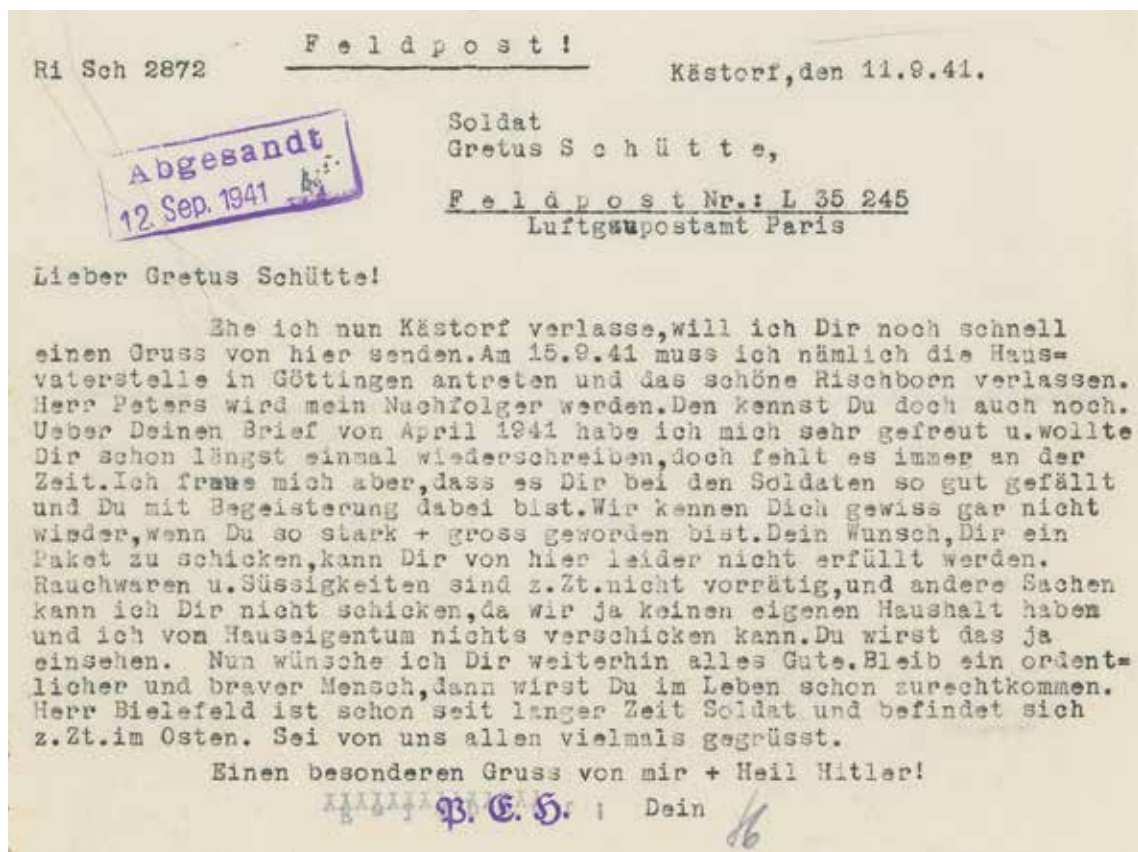 Feldpost!
Ri Sch 2872
Kästorf,den 11.9.41.
Soldat
Gretus Schütte,
Abgesandt
12. Sep. 1941
Feldpost Nr.: L 35 245
Luftgaupostamt Paris
Lieber Gretus Schütte!
Ehe ich nun Kästorf verlasse,will ich Dir noch schnell
einen Gruss von hier senden.Am 15.9.41 muss ich nämlich die Haus=
vaterstelle in Göttingen antreten und das schöne Rischborn verlassen.
Herr Peters wird mein Nachfolger werden.Den kennst Du doch auch noch.
Ueber Deinen Brief von April 1941 habe ich mich sehr gefreut u.wollte
Dir schon längst einmal wiederschreiben,doch fehlt es immer an der
Zeit.Ich freue mich aber,dass es Dir bei den Soldaten so gut gefällt
und Du mit Begeisterung dabei bist.Wir kennen Dich gewiss gar nicht
wieder,wenn Du so stark + gross geworden bist.Dein Wunsch,Dir ein
Paket zu schicken,kann Dir von hier leider nicht erfüllt werden.
Rauchwaren u.Süssigkeiten sind z.Zt.nicht vorrätig,und andere Sachen
kann ich Dir nicht schicken,da wir ja keinen eigenen Haushalt haben
und ich von Hauseigentum nichts verschicken kann.Du wirst das ja
einsehen. Nun wünsche ich Dir weiterhin alles Gute.Bleib ein ordent=
licher und braver Mensch,dann wirst Du im Leben schon zurechtkommen.
Herr Bielefeld ist schon seit langer Zeit Soldat und befindet sich
z.Zt.im Osten. Sei von uns allen vielmals gegrüsst.
Einen besonderen Gruss von mir + Heil Hitler!
P. E. H. : Dein